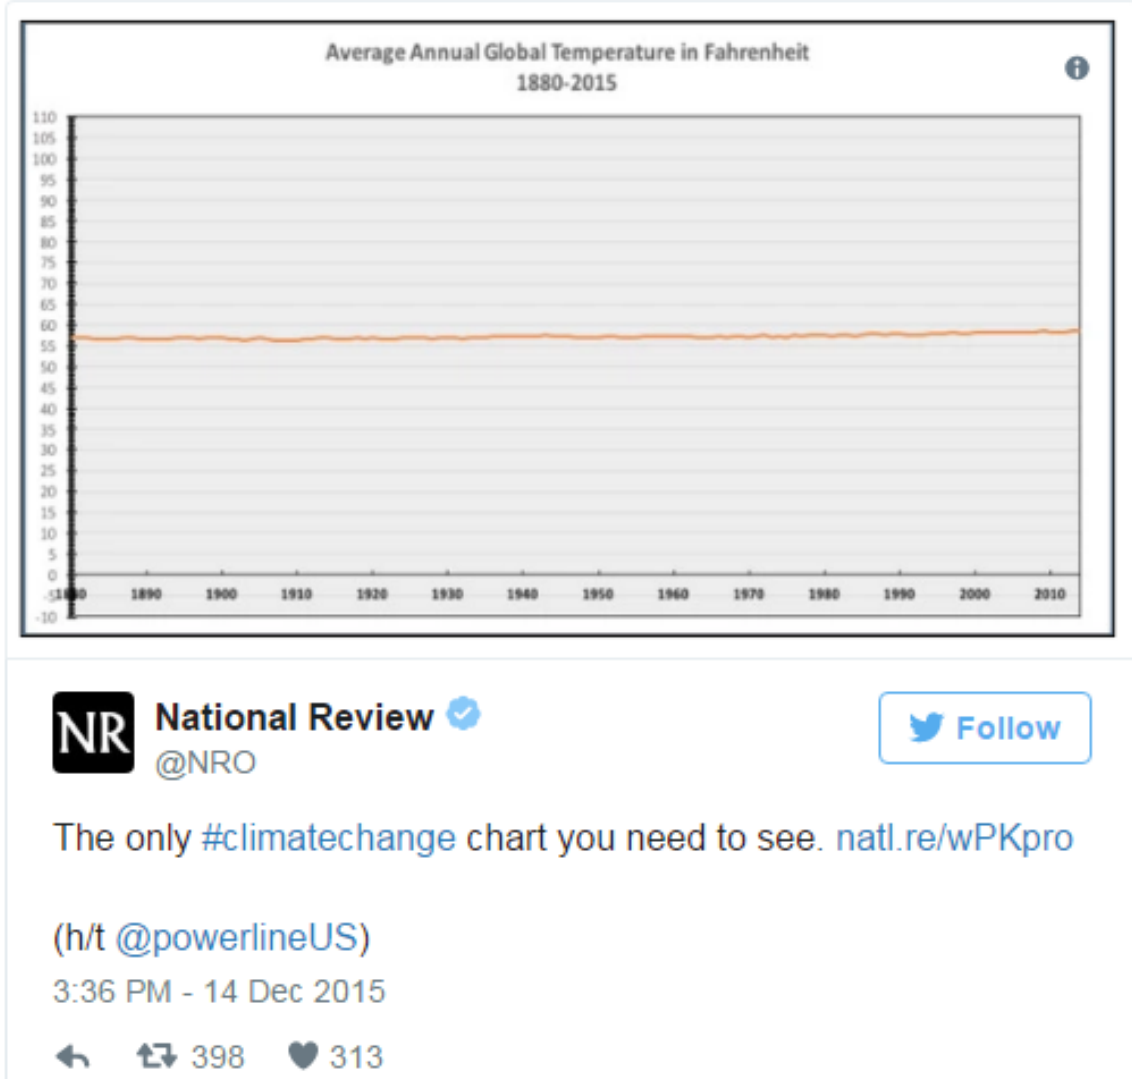 Average Annual Global Temperature in Fahrenheit
1880-2015
110
105
100
95
90
85
80
75
70
65
60
55
50
45
40
35
30
25
20
15
10
5
0
-5 1880 1890 1900 1910 1920 1930 1940 1950 1960 1970 1980 1990 2000 2010
-10
NR
National Review
@NRO
Follow
The only #climatechange chart you need to see. natl.re/wPKpro
(h/t @powerlineUS)
3:36 PM - 14 Dec 2015
398 313